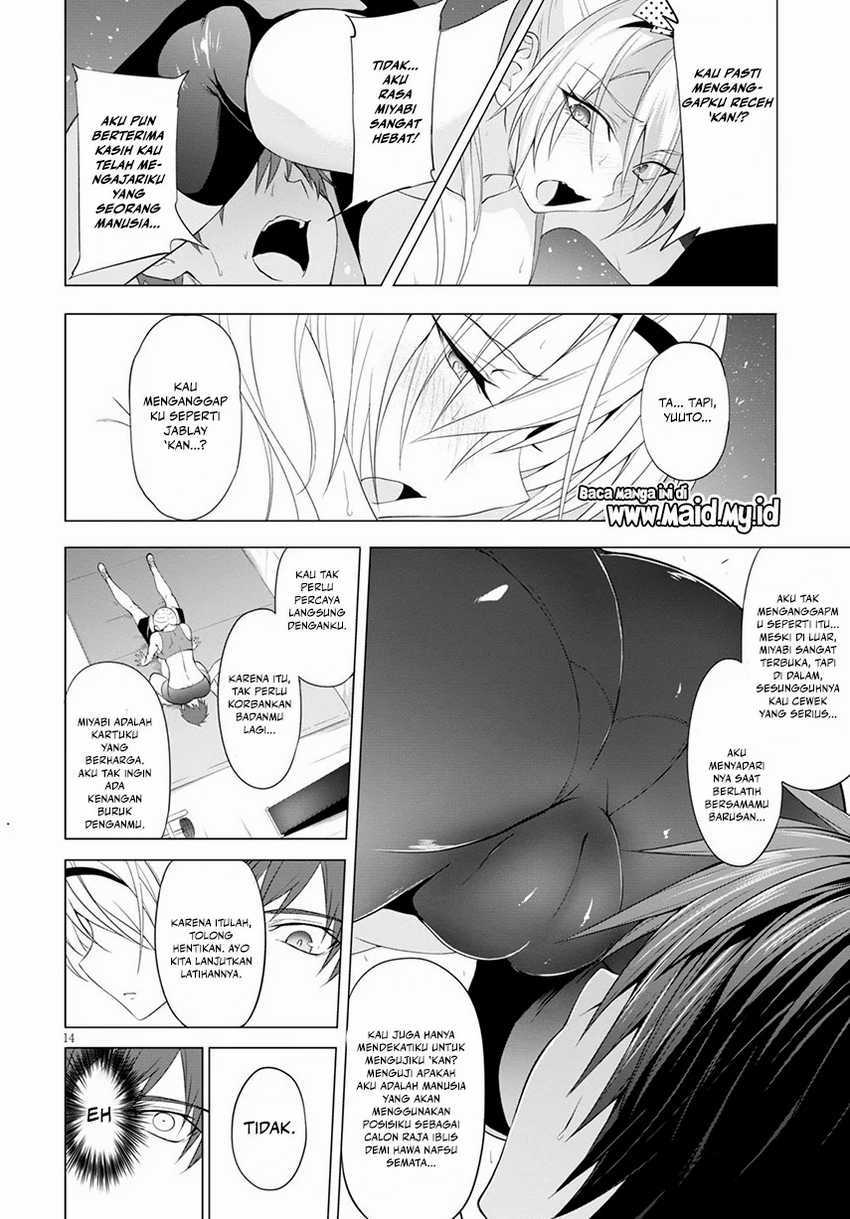 KAU PASTI
MENGANG-
GAPKU RECEH
'KAN!?
TIDAK...
AKU
RASA
MIYABI
SANGAT
HEBAT!
AKU PUN
BERTERIMA
KASIH KAU
TELAH ME-
NGAJARIKU
YANG
SEORANG
MANUSIA...
TA... TAPI,
YUUTO...
KAU
MENGANGGAP
KU SEPERTI
JABLAY
'KAN...?
Baca Manga ini di
www.Maid.My.id
AKU TAK
MENGANGGAPM
U SEPERTI ITU...
MESKI DI LUAR,
MIYABI SANGAT
TERBUKA, TAPI
DI DALAM,
SESUNGGUHNYA
KAU CEWEK
YANG SERIUS...
AKU
MENYADARI
NYA SAAT
BERLATIH
BERSAMAMU
BARUSAN...
KAU JUGA HANYA
MENDEKATIKU UNTUK
MENGUJIKU 'KAN?
MENGUJI APAKAH
AKU ADALAH MANUSIA
YANG AKAN
MENGGUNAKAN
POSISIKU SEBAGAI
CALON RAJA IBLIS
DEMI HAWA NAFSU
SEMATA...
KAU TAK
PERLU
PERCAYA
LANGSUNG
DENGANKU.
KARENA ITU,
TAK PERLU
KORBANKAN
BADANMU
LAGI...
MIYABI ADALAH
KARTUKU
YANG
BERHARGA.
AKU TAK INGIN
ADA
KENANGAN
BURUK
DENGANMU.
KARENA ITULAH,
TOLONG
HENTIKAN. AYO
KITA LANJUTKAN
LATIHANNYA.
14
TIDAK.
EH